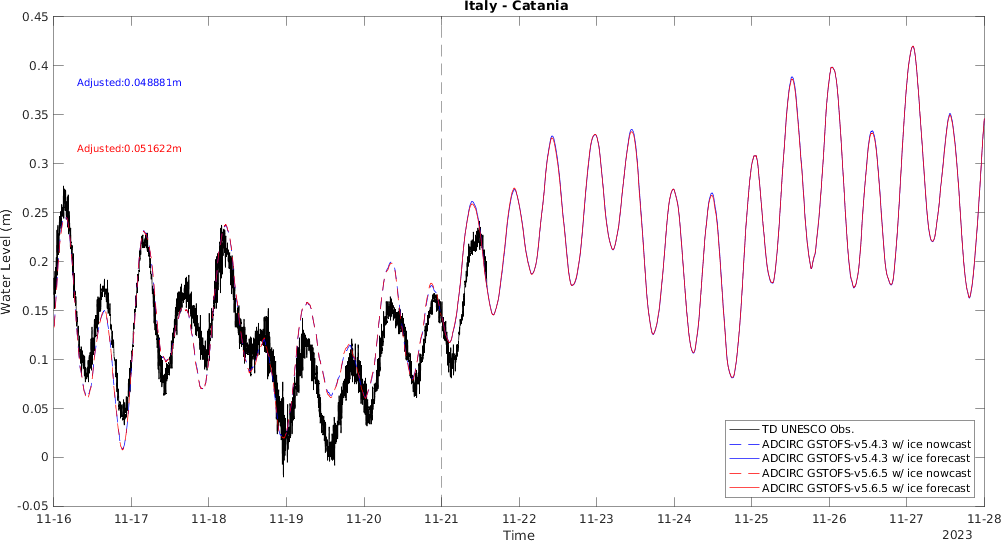 Italy - Catania
0.45
0.4
0.35
0.3
0.25
0.2
0.15
0.1
0.05
0
-0.05
Water Level (m)
Adjusted:0.048881m
Adjusted:0.051622m
TD UNESCO Obs.
ADCIRC GSTOFS-v5.4.3 w/ ice nowcast
ADCIRC GSTOFS-v5.4.3 w/ ice forecast
ADCIRC GSTOFS-v5.6.5 w/ ice nowcast
ADCIRC GSTOFS-v5.6.5 w/ ice forecast
11-16 11-17 11-18 11-19 11-20 11-21 11-22 11-23 11-24 11-25 11-26 11-27 11-28
Time
2023